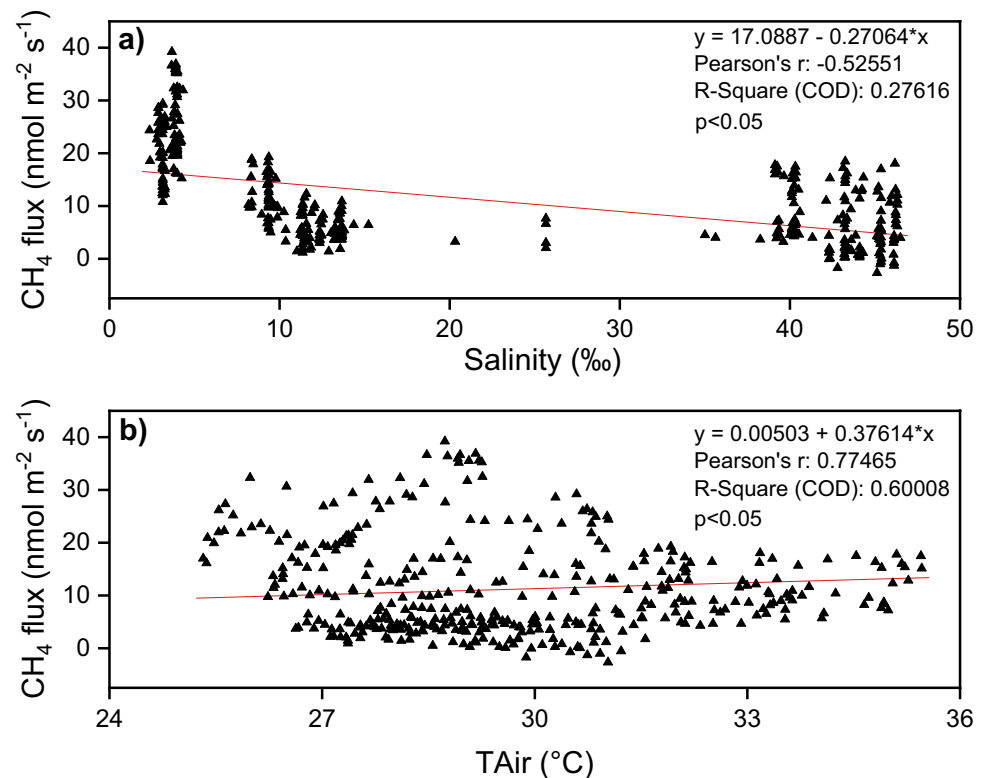 a)
y = 17.0887 - 0.27064*x
Pearson's r: -0.52551
R-Square (COD): 0.27616
p<0.05
CH₄ flux (nmol m⁻² s⁻¹)
40
30
20
10
0
0 10 20 30 40 50
Salinity (‰)
b)
y = 0.00503 + 0.37614*x
Pearson's r: 0.77465
R-Square (COD): 0.60008
p<0.05
CH₄ flux (nmol m⁻² s⁻¹)
40
30
20
10
0
24 27 30 33 36
TAir (°C)